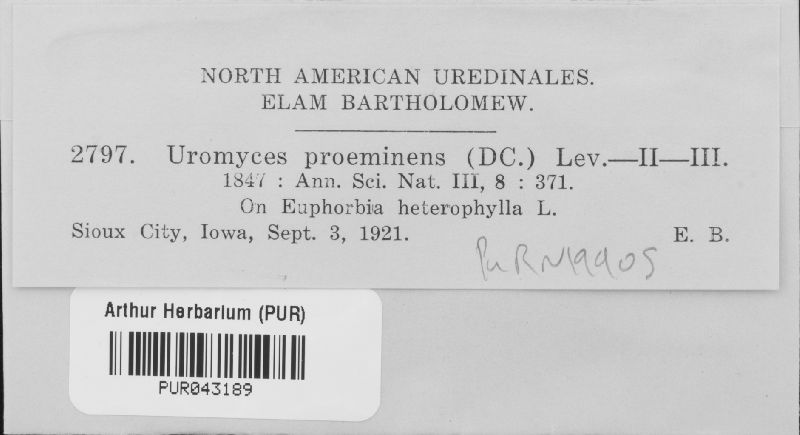 NORTH AMERICAN UREDINALES.
ELAM BARTHOLOMEW.
2797. Uromyces proeminens (DC.) Lev.—II—III.
1847 : Ann. Sci. Nat. III, 8 : 371.
On Euphorbia heterophylla L.
Sioux City, Iowa, Sept. 3, 1921. E. B.
Arthur Herbarium (PUR)
PUR043189